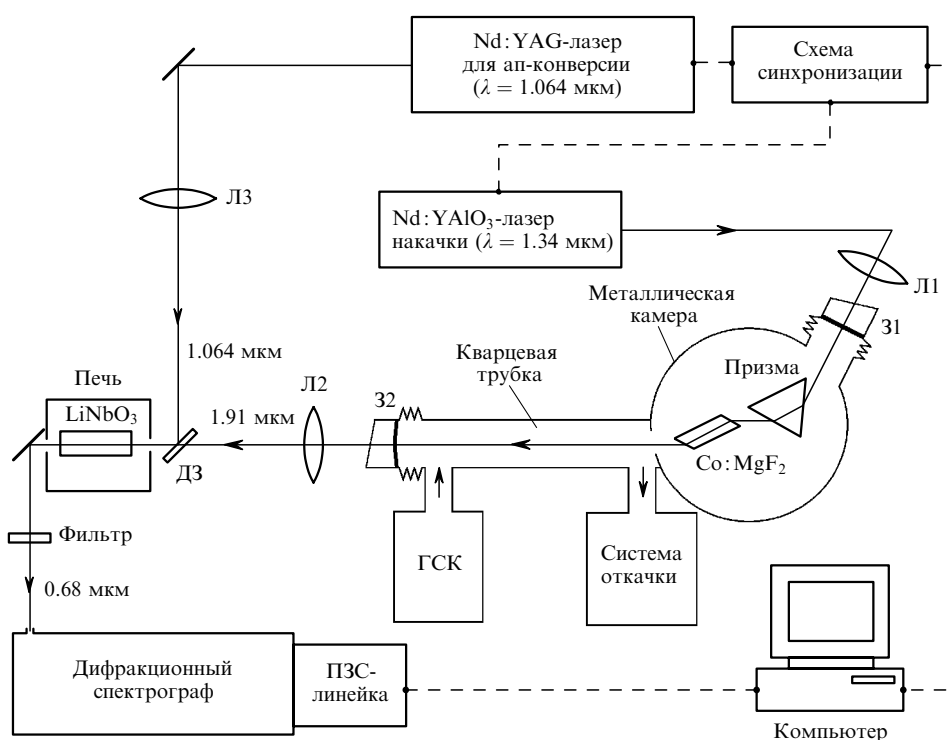 Nd:YAG-лазер
для ап-конверсии
(λ = 1.064 мкм)
Схема
синхронизации
Л3
Nd:YAlO₃-лазер
накачки (λ = 1.34 мкм)
Л1
Металлическая
камера
З1
Кварцевая
трубка
Призма
1.064 мкм
Печь
LiNbO₃
1.91 мкм
Л2
З2
ДЗ
Co:MgF₂
Фильтр
ГСК
Система
откачки
0.68 мкм
Дифракционный
спектрограф
ПЗС-
линейка
Компьютер